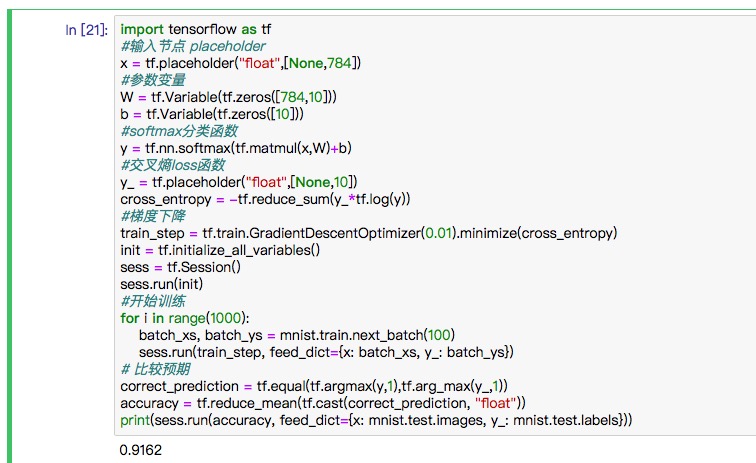 In [21]:
import tensorflow as tf
#输入节点 placeholder
x = tf.placeholder("float",[None,784])
#参数变量
W = tf.Variable(tf.zeros([784,10]))
b = tf.Variable(tf.zeros([10]))
#softmax分类函数
y = tf.nn.softmax(tf.matmul(x,W)+b)
#交叉熵loss函数
y_ = tf.placeholder("float",[None,10])
cross_entropy = -tf.reduce_sum(y_*tf.log(y))
#梯度下降
train_step = tf.train.GradientDescentOptimizer(0.01).minimize(cross_entropy)
init = tf.initialize_all_variables()
sess = tf.Session()
sess.run(init)
#开始训练
for i in range(1000):
    batch_xs, batch_ys = mnist.train.next_batch(100)
    sess.run(train_step, feed_dict={x: batch_xs, y_: batch_ys})
# 比较预期
correct_prediction = tf.equal(tf.argmax(y,1),tf.arg_max(y_,1))
accuracy = tf.reduce_mean(tf.cast(correct_prediction, "float"))
print(sess.run(accuracy, feed_dict={x: mnist.test.images, y_: mnist.test.labels}))
0.9162